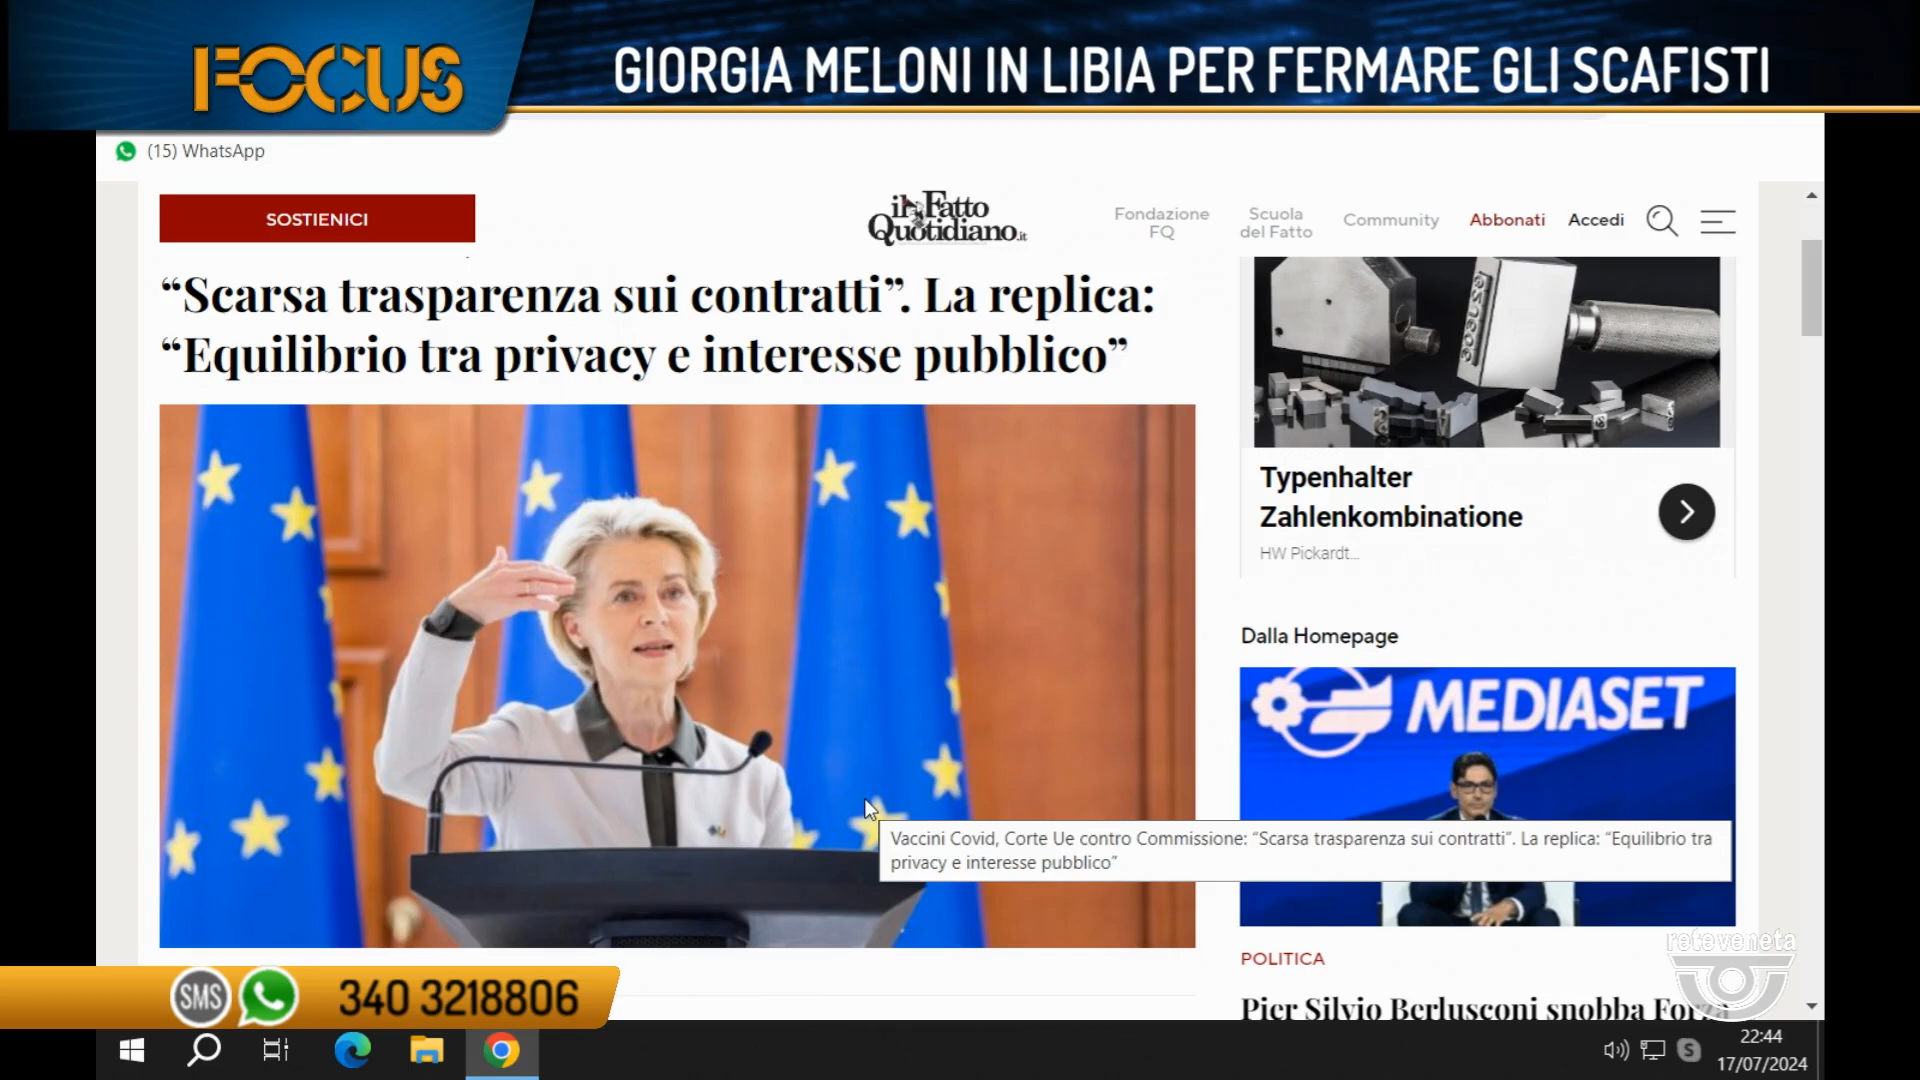 FOCUS
GIORGIA MELONI IN LIBIA PER FERMARE GLI SCAFISTI
(15) WhatsApp
SOSTIENICI
il Fatto
Quotidiano.it
Fondazione
FQ
Scuola
del Fatto
Community
Abbonati
Accedi
“Scarsa trasparenza sui contratti”. La replica:
“Equilibrio tra privacy e interesse pubblico”
Typenhalter
Zahlenkombinatione
HW Pickardt...
Dalla Homepage
MEDIASET
Vaccini Covid, Corte Ue contro Commissione: “Scarsa trasparenza sui contratti”. La replica: “Equilibrio tra
privacy e interesse pubblico”
POLITICA
Pier Silvio Berlusconi snobba Forza
reteveneta
SMS
340 3218806
22:44
17/07/2024